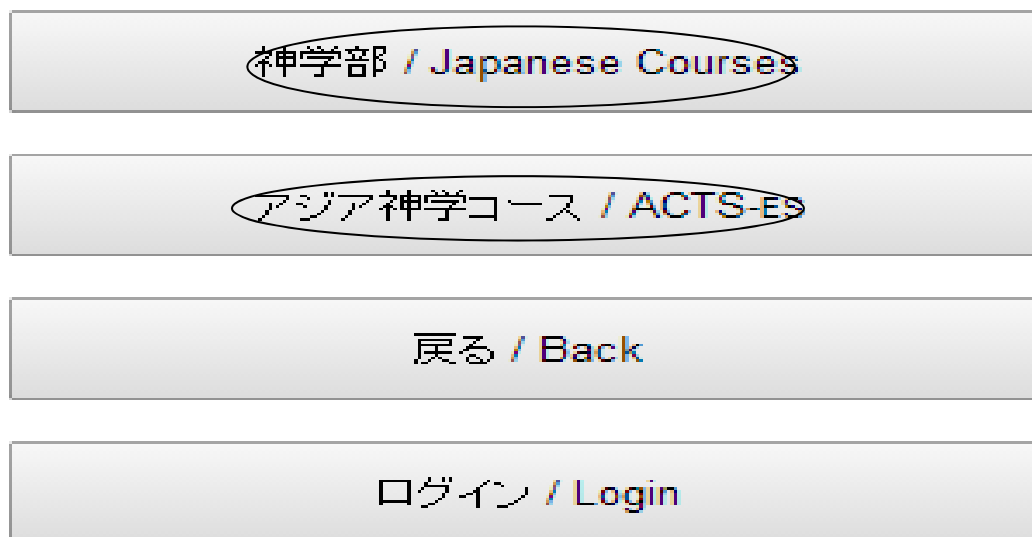 神学部 / Japanese Courses
アジア神学コース / ACTS-ES
戻る / Back
ログイン / Login